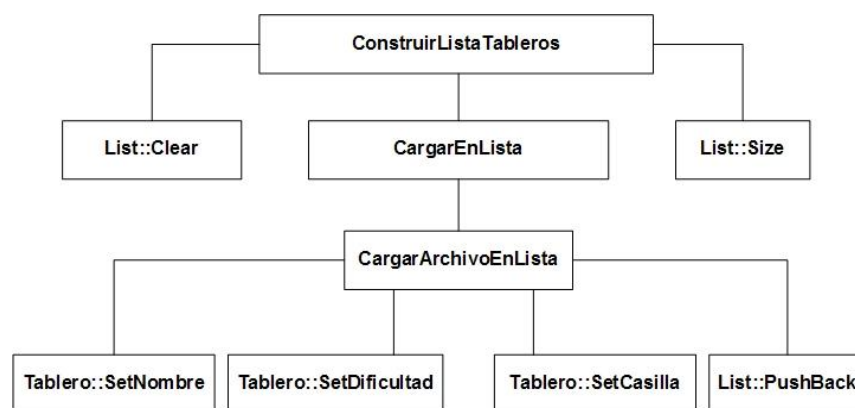 ConstruirListaTableros
List::Clear
CargarEnLista
List::Size
CargarArchivoEnLista
Tablero::SetNombre
Tablero::SetDificultad
Tablero::SetCasilla
List::PushBack